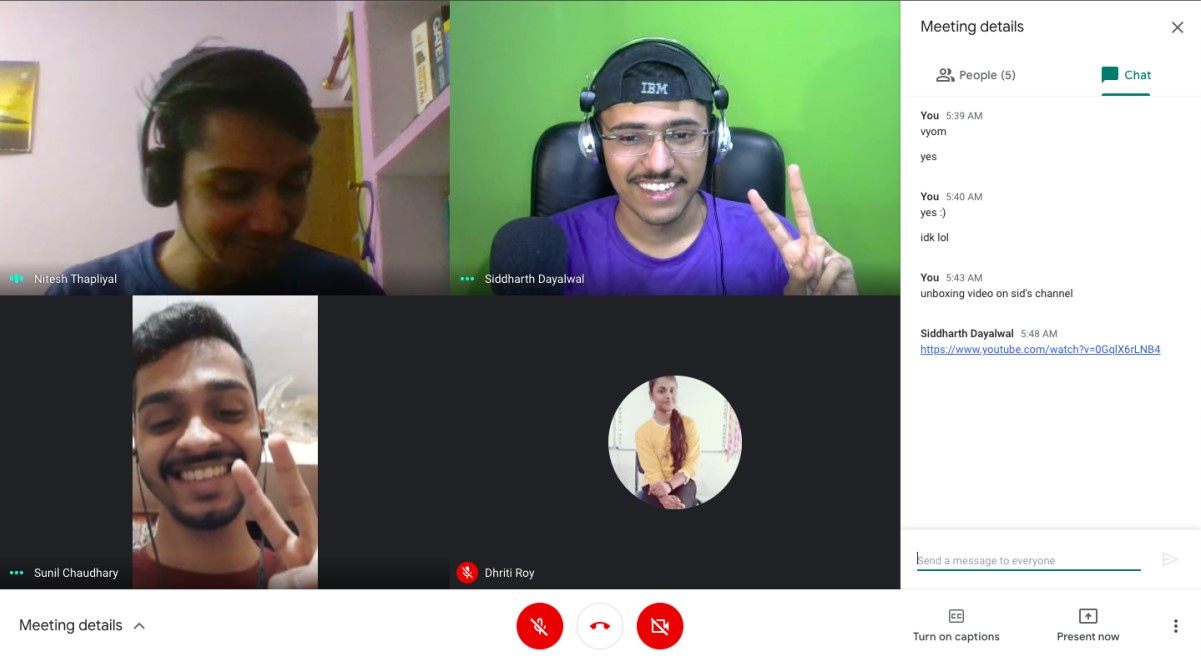 IBM
GATE
Nitesh Thapliyal
Siddharth Dayalwal
Sunil Chaudhary
Dhriti Roy
Meeting details
People (5)
Chat
You 5:39 AM
vyom
yes
You 5:40 AM
yes :)
idk lol
You 5:43 AM
unboxing video on sid's channel
Siddharth Dayalwal 5:48 AM
https://www.youtube.com/watch?v=0GqlX6rLNB4
Send a message to everyone
Meeting details
CC
Turn on captions
Present now